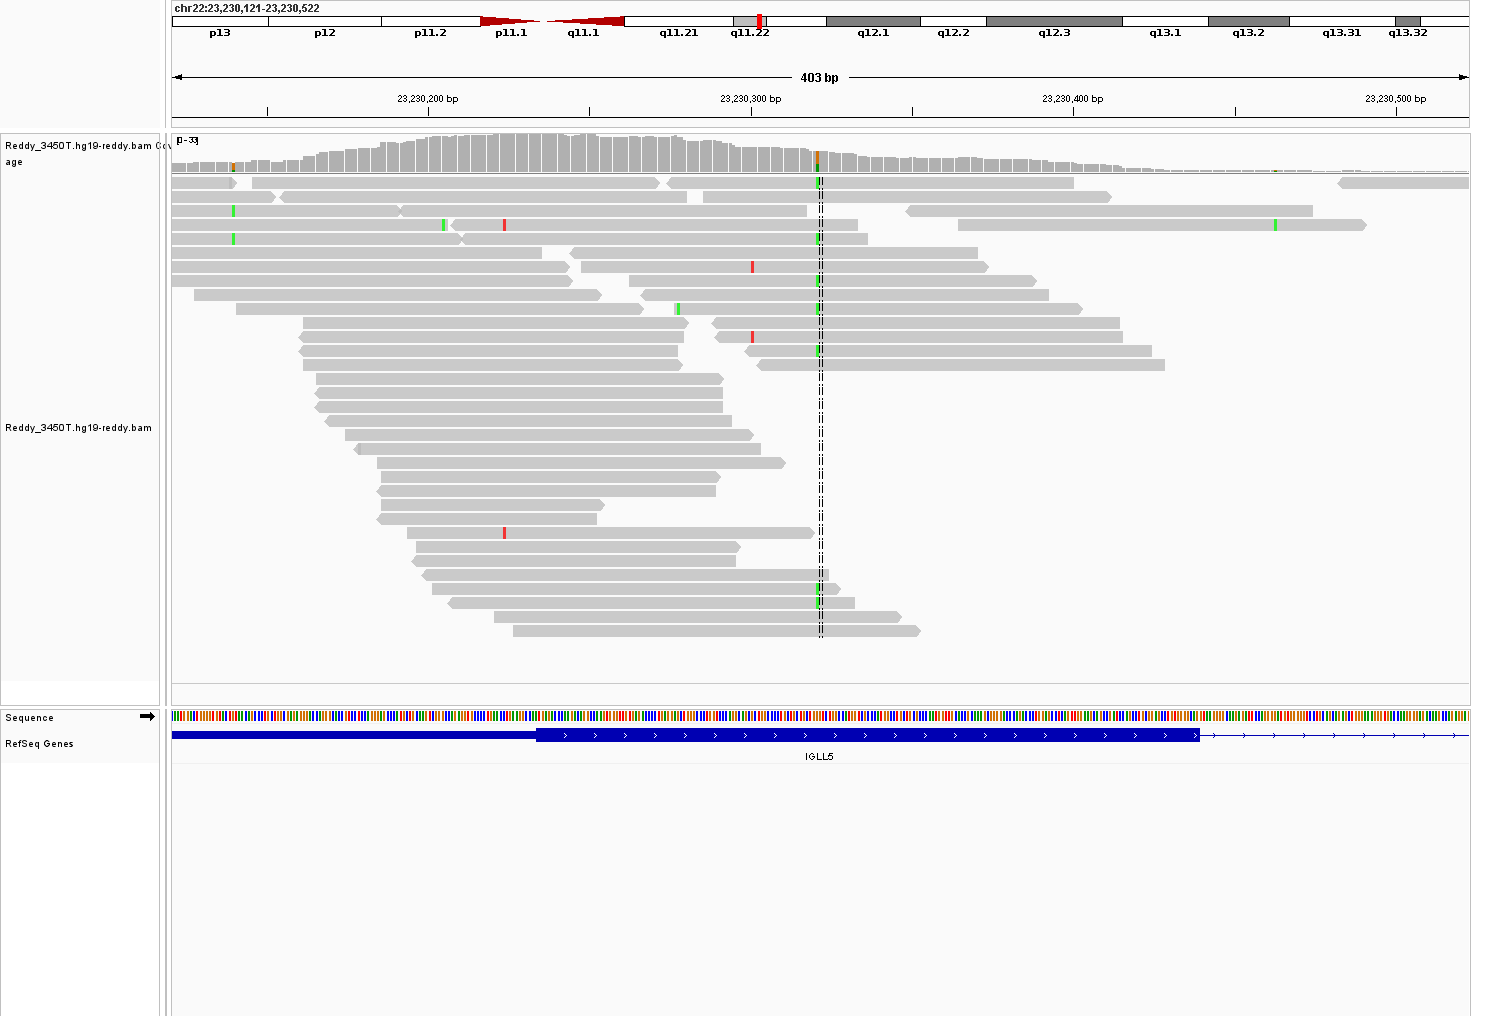 chr22:23,230,121-23,230,522
p13 p12 p11.2 p11.1 q11.1 q11.21 q11.22 q12.1 q12.2 q12.3 q13.1 q13.2 q13.31 q13.32
403 bp
23,230,200 bp 23,230,300 bp 23,230,400 bp 23,230,500 bp
[0 - 33]
Reddy_3450T.hg19-reddy.bam Cov
age
Reddy_3450T.hg19-reddy.bam
Sequence
RefSeq Genes
IGLL5